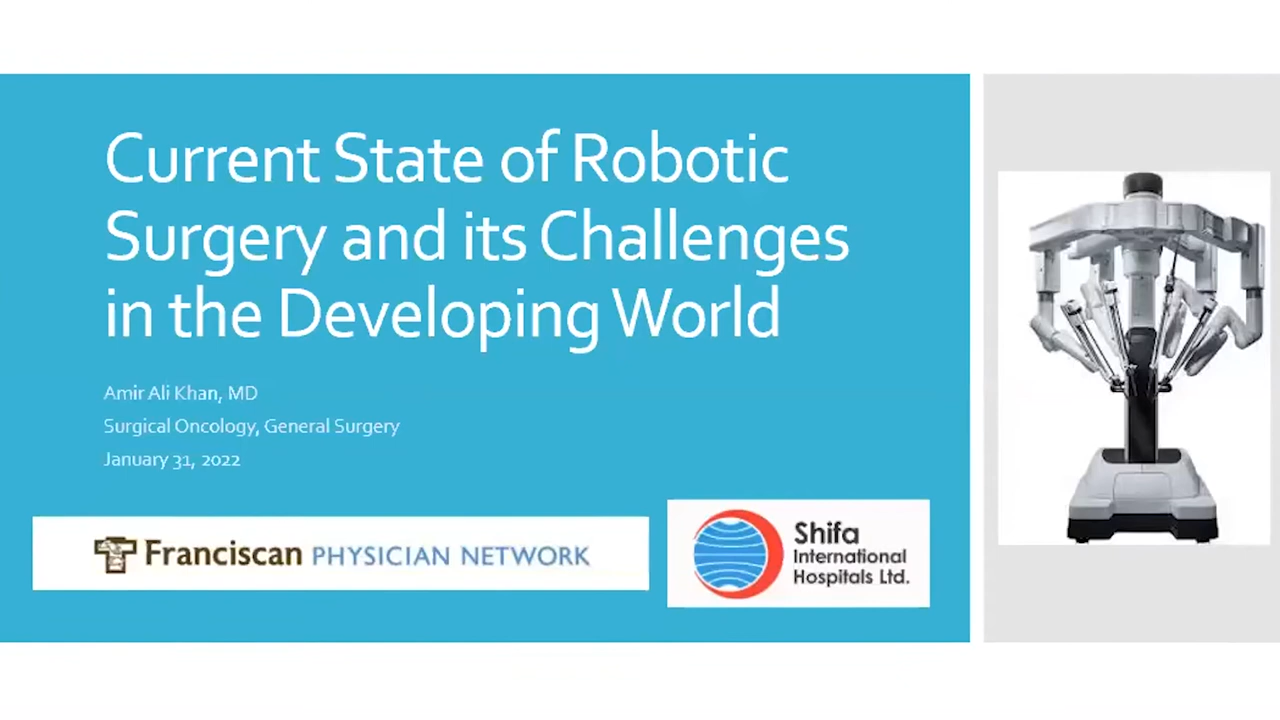 Current State of Robotic
Surgery and its Challenges
in the Developing World
Amir Ali Khan, MD
Surgical Oncology, General Surgery
January 31, 2022
Franciscan PHYSICIAN NETWORK
Shifa
International
Hospitals Ltd.